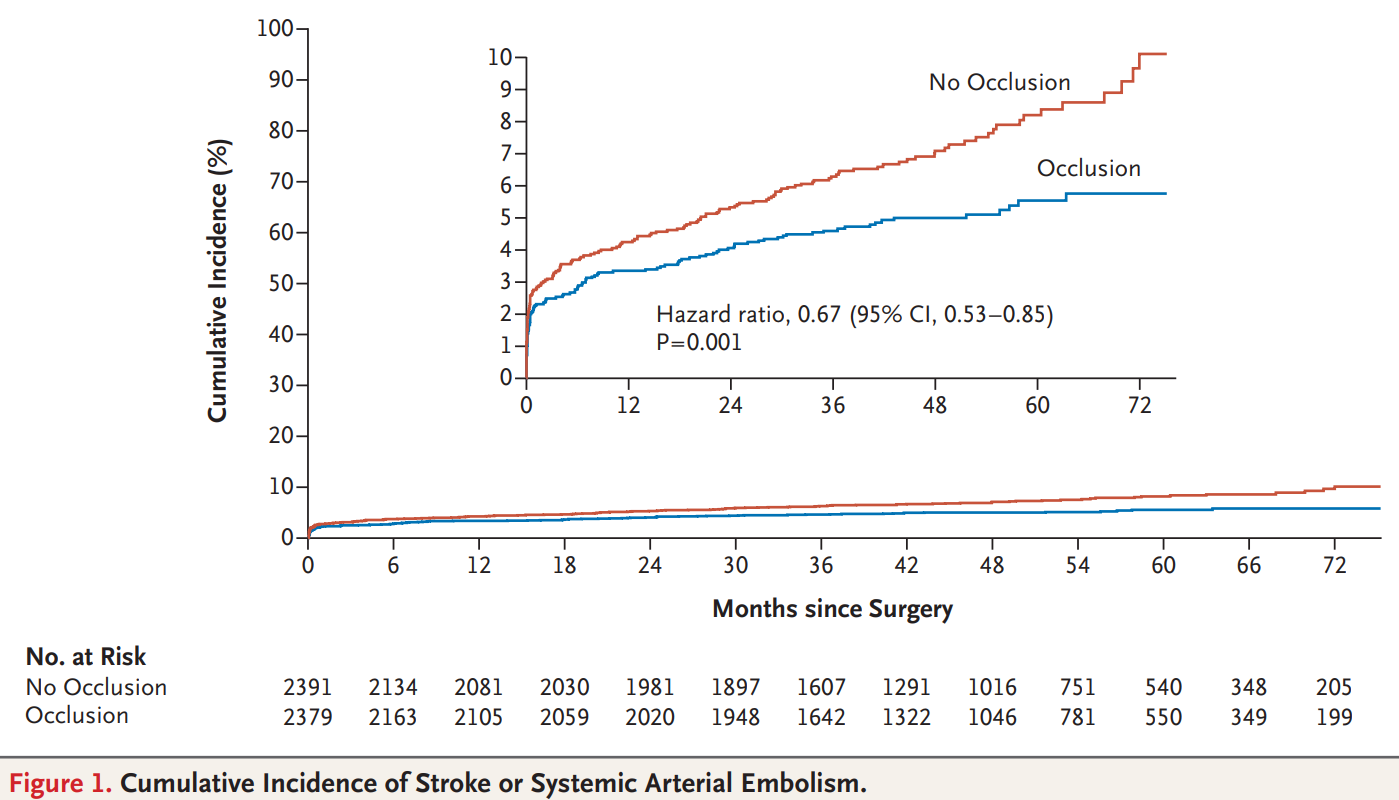 100
90
80
70
60
50
40
30
20
10
0
Cumulative Incidence (%)
10
9
8
7
6
5
4
3
2
1
0
No Occlusion
Occlusion
Hazard ratio, 0.67 (95% CI, 0.53–0.85)
P=0.001
0 12 24 36 48 60 72
0 6 12 18 24 30 36 42 48 54 60 66 72
Months since Surgery
No. at Risk
No Occlusion 2391 2134 2081 2030 1981 1897 1607 1291 1016 751 540 348 205
Occlusion 2379 2163 2105 2059 2020 1948 1642 1322 1046 781 550 349 199
Figure 1. Cumulative Incidence of Stroke or Systemic Arterial Embolism.